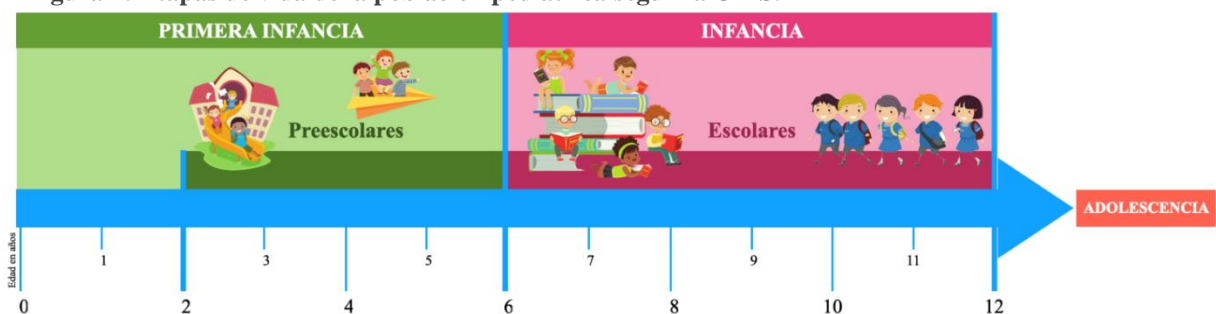 PRIMERA INFANCIA
INFANCIA
Preescolares
Escolares
ADOLESCENCIA
Edad en años
1
3
5
7
9
11
0
2
4
6
8
10
12